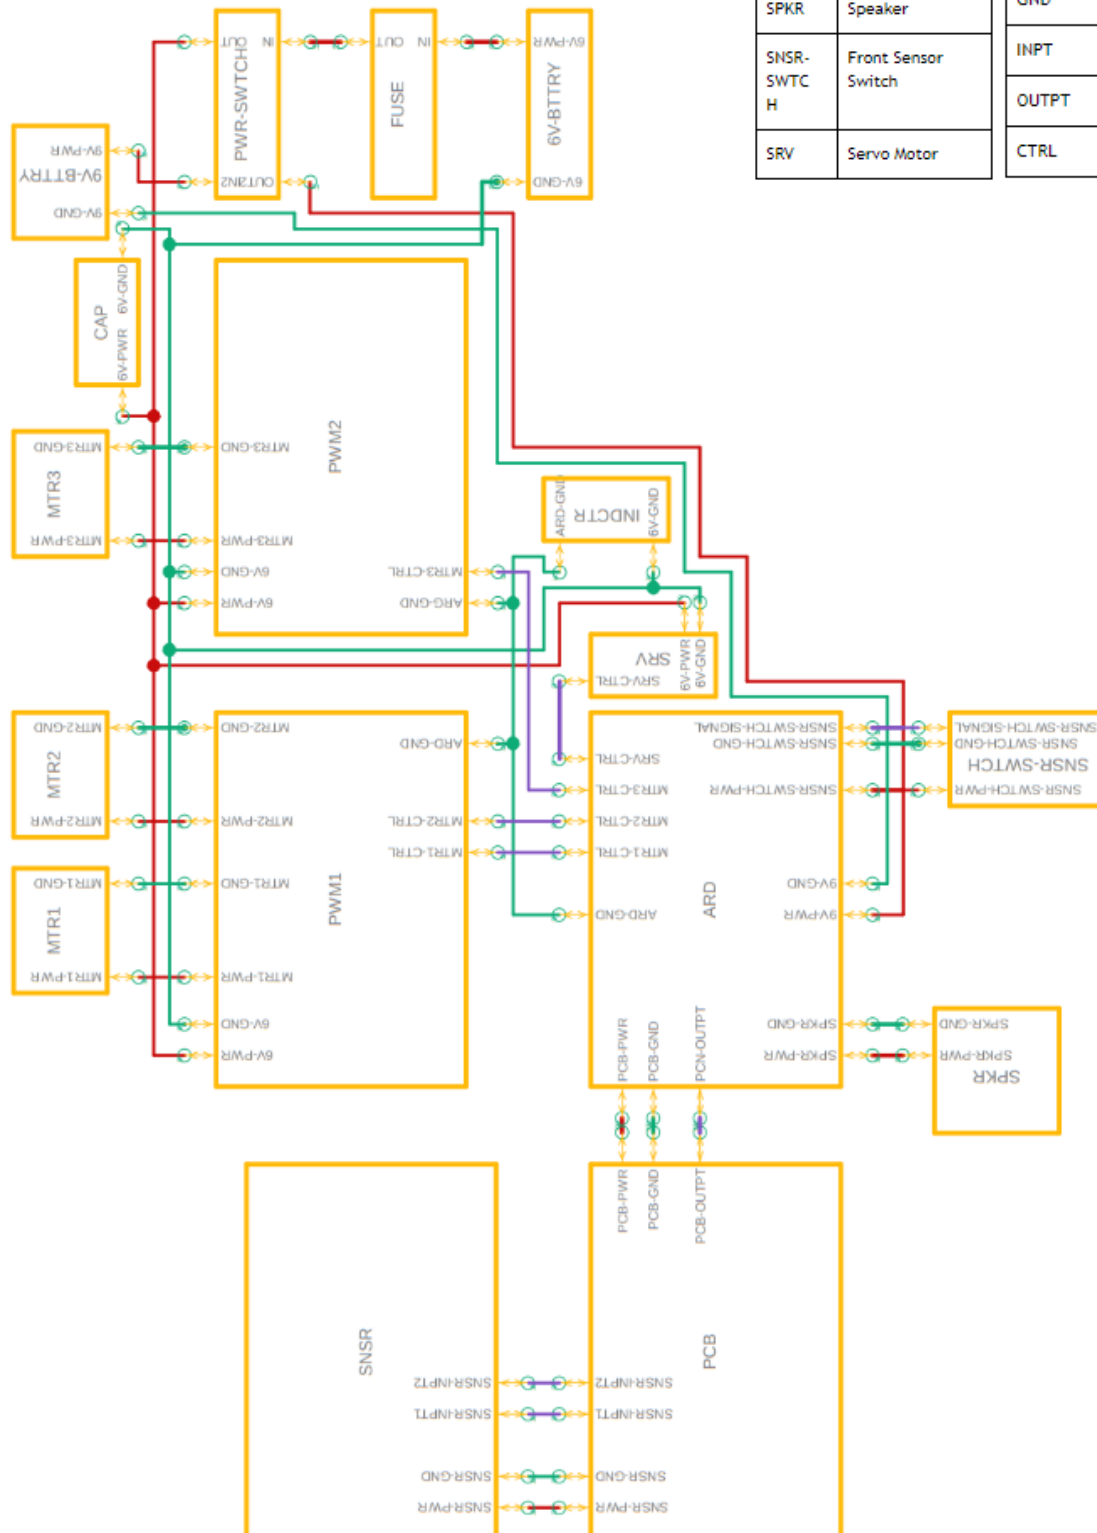 SPKR
Speaker
SNSR-
SWTC
H
Front Sensor
Switch
SRV
Servo Motor
GND
INPT
OUTPT
CTRL
OUT
IN
PWR-SWTCH
OUT2
IN2
OUT
IN
FUSE
6V-PWR
6V-BTTRY
6V-GND
9V-PWR
9V-BTTRY
9V-GND
6V-GND
CAP
6V-PWR
MTR3-GND
MTR3
MTR3-PWR
MTR3-GND
PWM2
MTR3-PWR
6V-GND
6V-PWR
MTR3-CTRL
ARG-GND
ARD-GND
INDCTR
6V-GND
SRV
6V-PWR
6V-GND
SRV-CTRL
MTR2-GND
MTR2
MTR2-PWR
MTR1-GND
MTR1
MTR1-PWR
MTR2-GND
ARD-GND
MTR2-PWR
MTR2-CTRL
MTR1-CTRL
MTR1-GND
PWM1
MTR1-PWR
6V-GND
6V-PWR
SRV-CTRL
MTR3-CTRL
MTR2-CTRL
MTR1-CTRL
ARD-GND
ARD
SNSR-SWTCH-SIGNAL
SNSR-SWTCH-GND
SNSR-SWTCH-PWR
9V-GND
9V-PWR
SPKR-GND
SPKR-PWR
PCB-PWR
PCB-GND
PCN-OUTPT
SNSR-SWTCH-SIGNAL
SNSR-SWTCH-GND
SNSR-SWTCH
SNSR-SWTCH-PWR
SPKR-GND
SPKR-PWR
SPKR
PCB-PWR
PCB-GND
PCB-OUTPT
SNSR
PCB
SNSR-INPT2
SNSR-INPT1
SNSR-GND
SNSR-PWR
SNSR-INPT2
SNSR-INPT1
SNSR-GND
SNSR-PWR